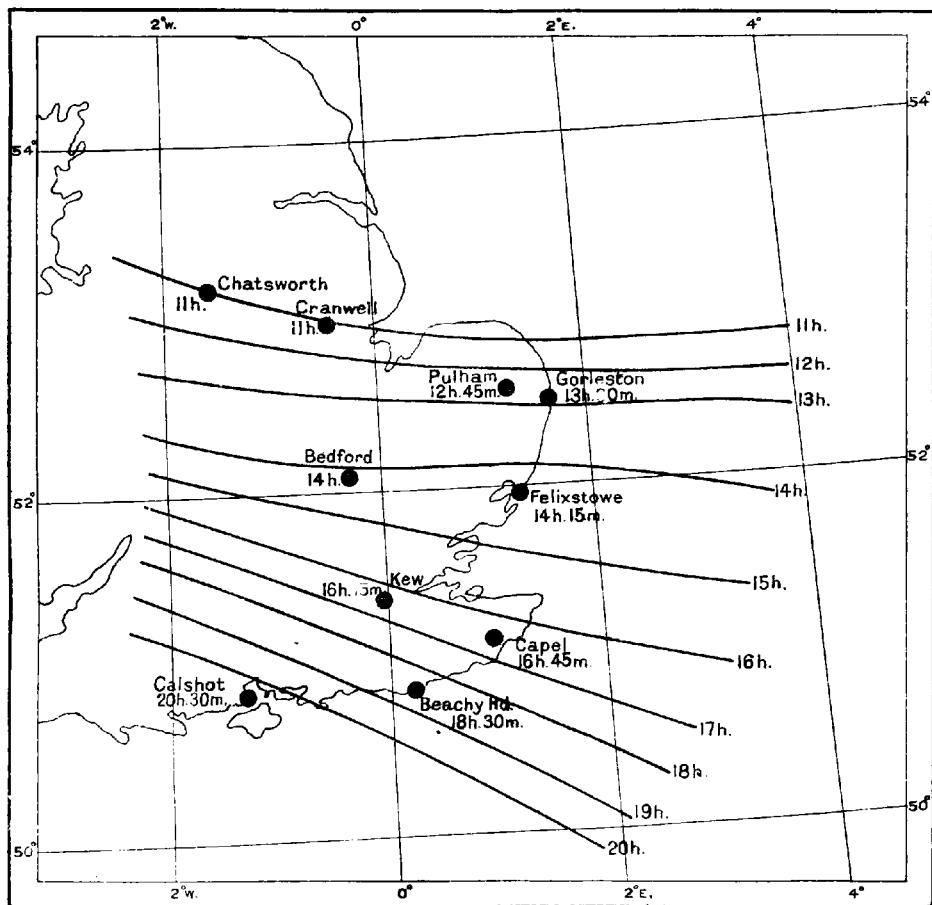 2°W. 0° 2°E. 4°
54°
54°
Chatsworth
11h.
Cranwell
11h.
11h.
12h.
Pulham
12h.45m.
Gorleston
13h.
13h.
Bedford
14h.
52°
14h.
52°
Felixstowe
14h.15m.
15h.
Kew
16h.
16h.
Capel
16h.45m.
17h.
Calshot
20h.30m.
Beachy Hd.
18h.30m.
18h.
19h.
20h.
50°
50°
2°W. 0° 2°E. 4°